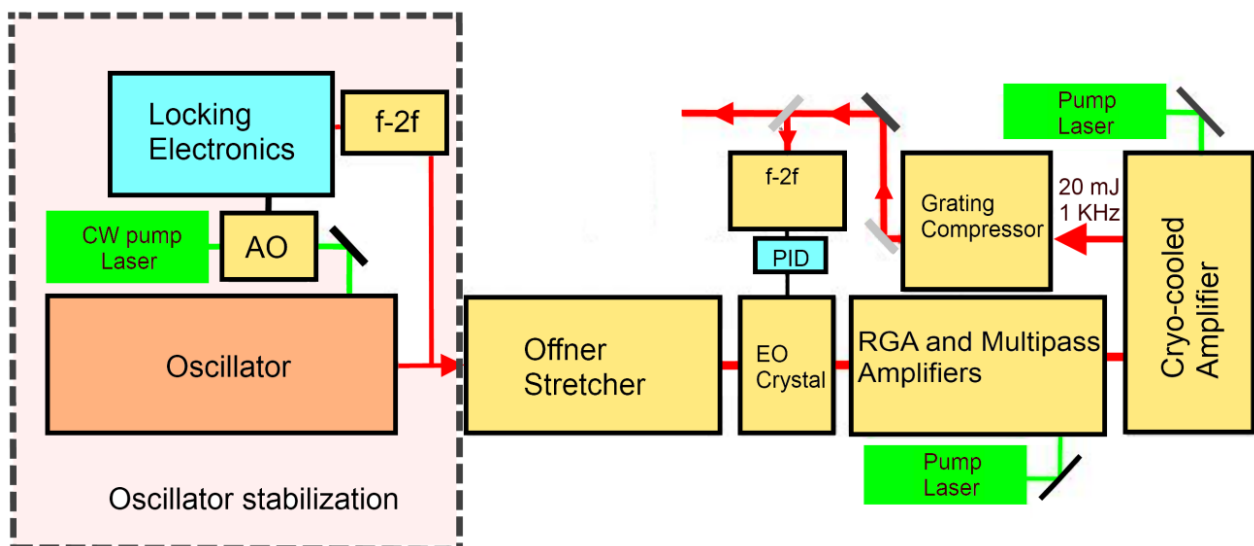 Locking
Electronics
f-2f
CW pump
Laser
AO
Oscillator
Oscillator stabilization
Offner
Stretcher
f-2f
PID
EO
Crystal
RGA and Multipass
Amplifiers
Pump
Laser
Grating
Compressor
20 mJ
1 KHz
Pump
Laser
Cryo-cooled
Amplifier